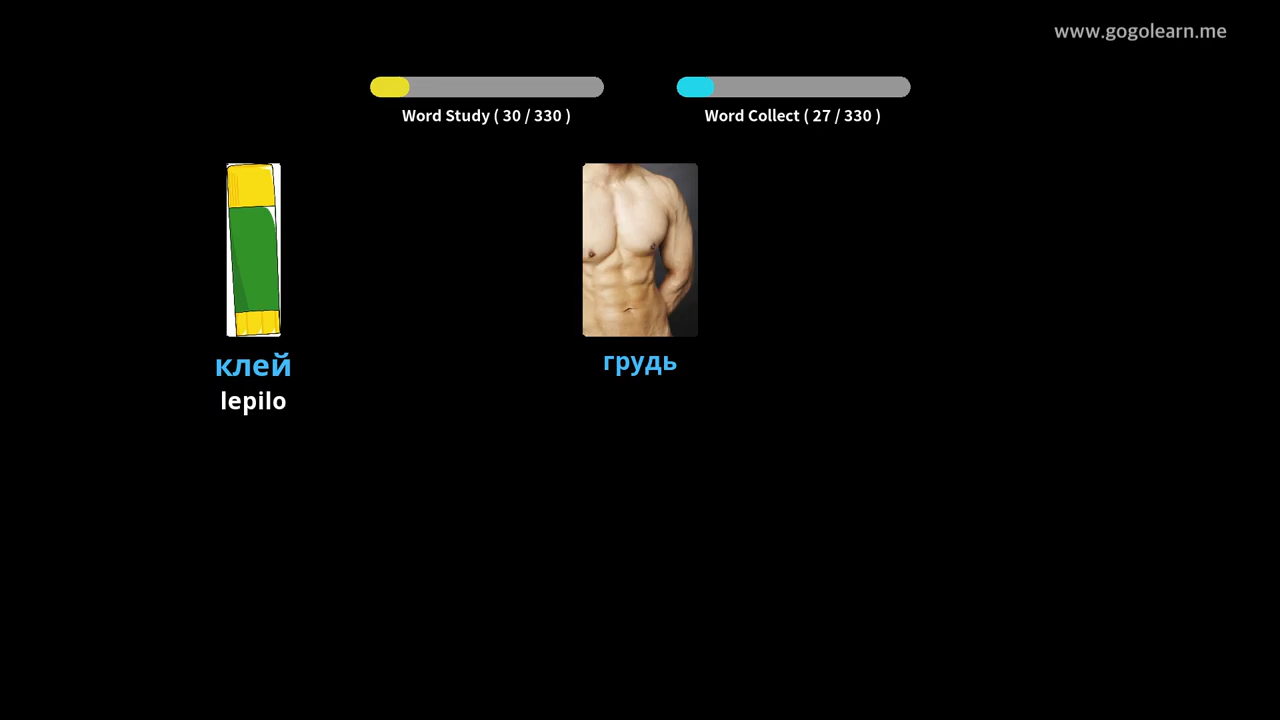 www.gogolearn.me
Word Study ( 30 / 330 )
Word Collect ( 27 / 330 )
клей
lepilo
грудь